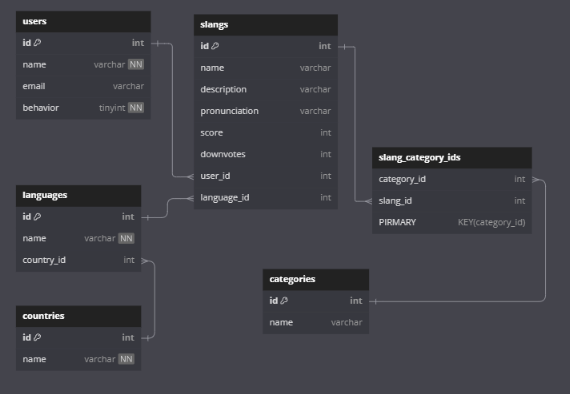 users
id int
name varchar NN
email varchar
behavior tinyint NN
slangs
id int
name varchar
description varchar
pronunciation varchar
score int
downvotes int
user_id int
language_id int
languages
id int
name varchar NN
country_id int
countries
id int
name varchar NN
slang_category_ids
category_id int
slang_id int
PIRMARY KEY(category_id)
categories
id int
name varchar